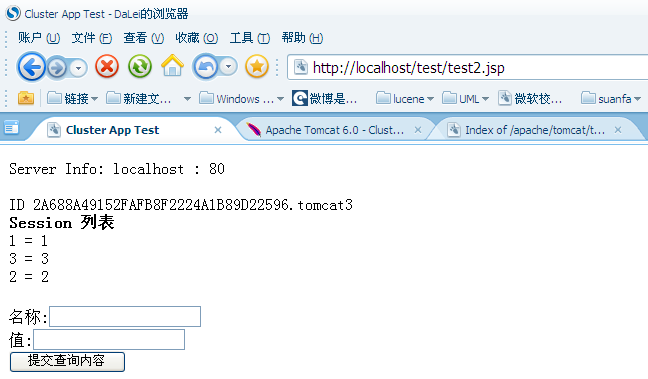 Cluster App Test - DaLei的浏览器
账户(U) 文件(F) 查看(V) 收藏(O) 工具(T) 帮助(H)
http://localhost/test/test2.jsp
链接 新建文... Windows ... 微博是... lucene UML 微软校... suanfa
Cluster App Test Apache Tomcat 6.0 - Clust... Index of /apache/tomcat/t...
Server Info: localhost : 80
ID 2A688A49152FAFB8F2224A1B89D22596.tomcat3
Session 列表
1 = 1
3 = 3
2 = 2
名称:
值:
提交查询内容